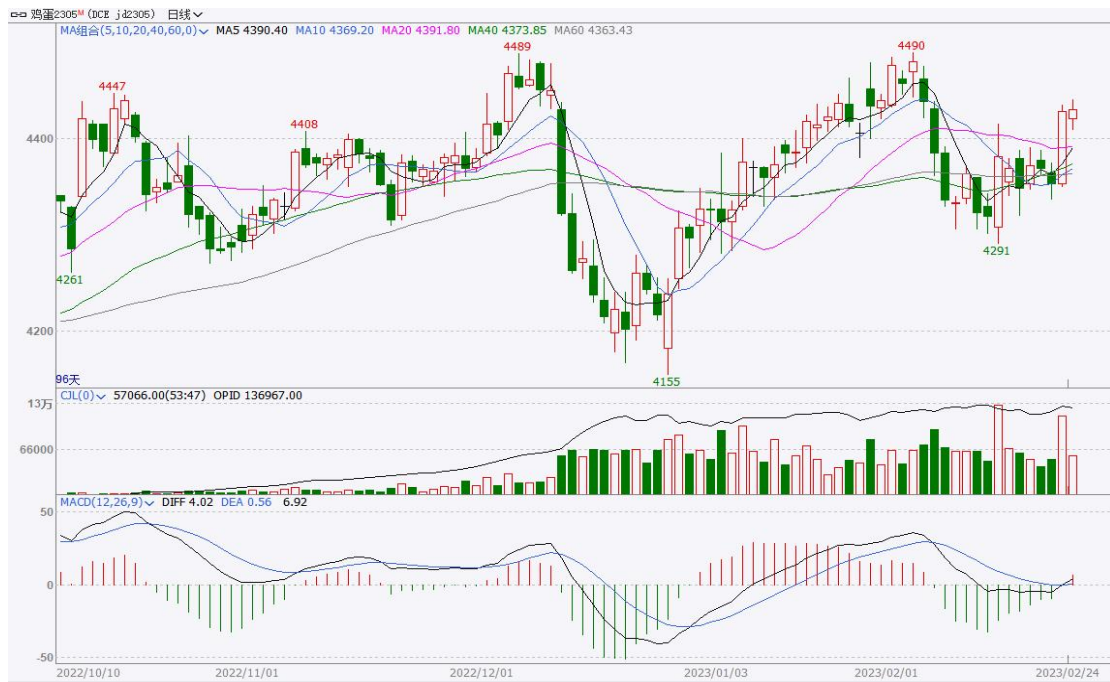 鸡蛋2305M (DCE jd2305) 日线
MA组合(5,10,20,40,60,0) MA5 4390.40 MA10 4369.20 MA20 4391.80 MA40 4373.85 MA60 4363.43
4489
4490
4447
4408
4400
4261
4291
4200
4155
96天
CJL(0) 57066.00(53:47) OPID 136967.00
13万
66000
MACD(12,26,9) DIFF 4.02 DEA 0.56 6.92
50
0
-50
2022/10/10 2022/11/01 2022/12/01 2023/01/03 2023/02/01 2023/02/24